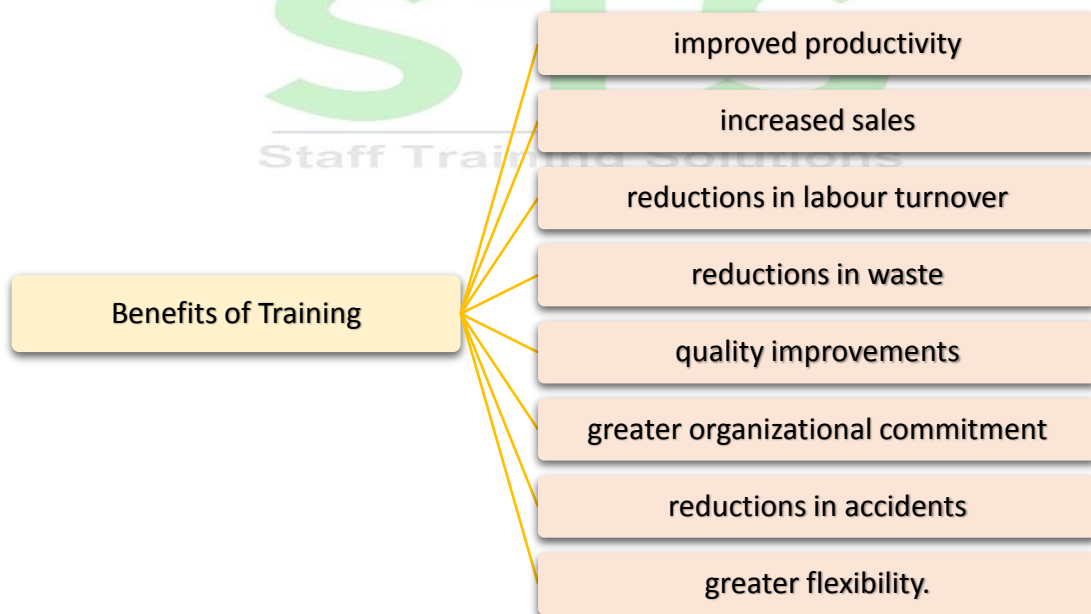 STS
Staff Training Solutions
improved productivity
increased sales
reductions in labour turnover
reductions in waste
Benefits of Training
quality improvements
greater organizational commitment
reductions in accidents
greater flexibility.